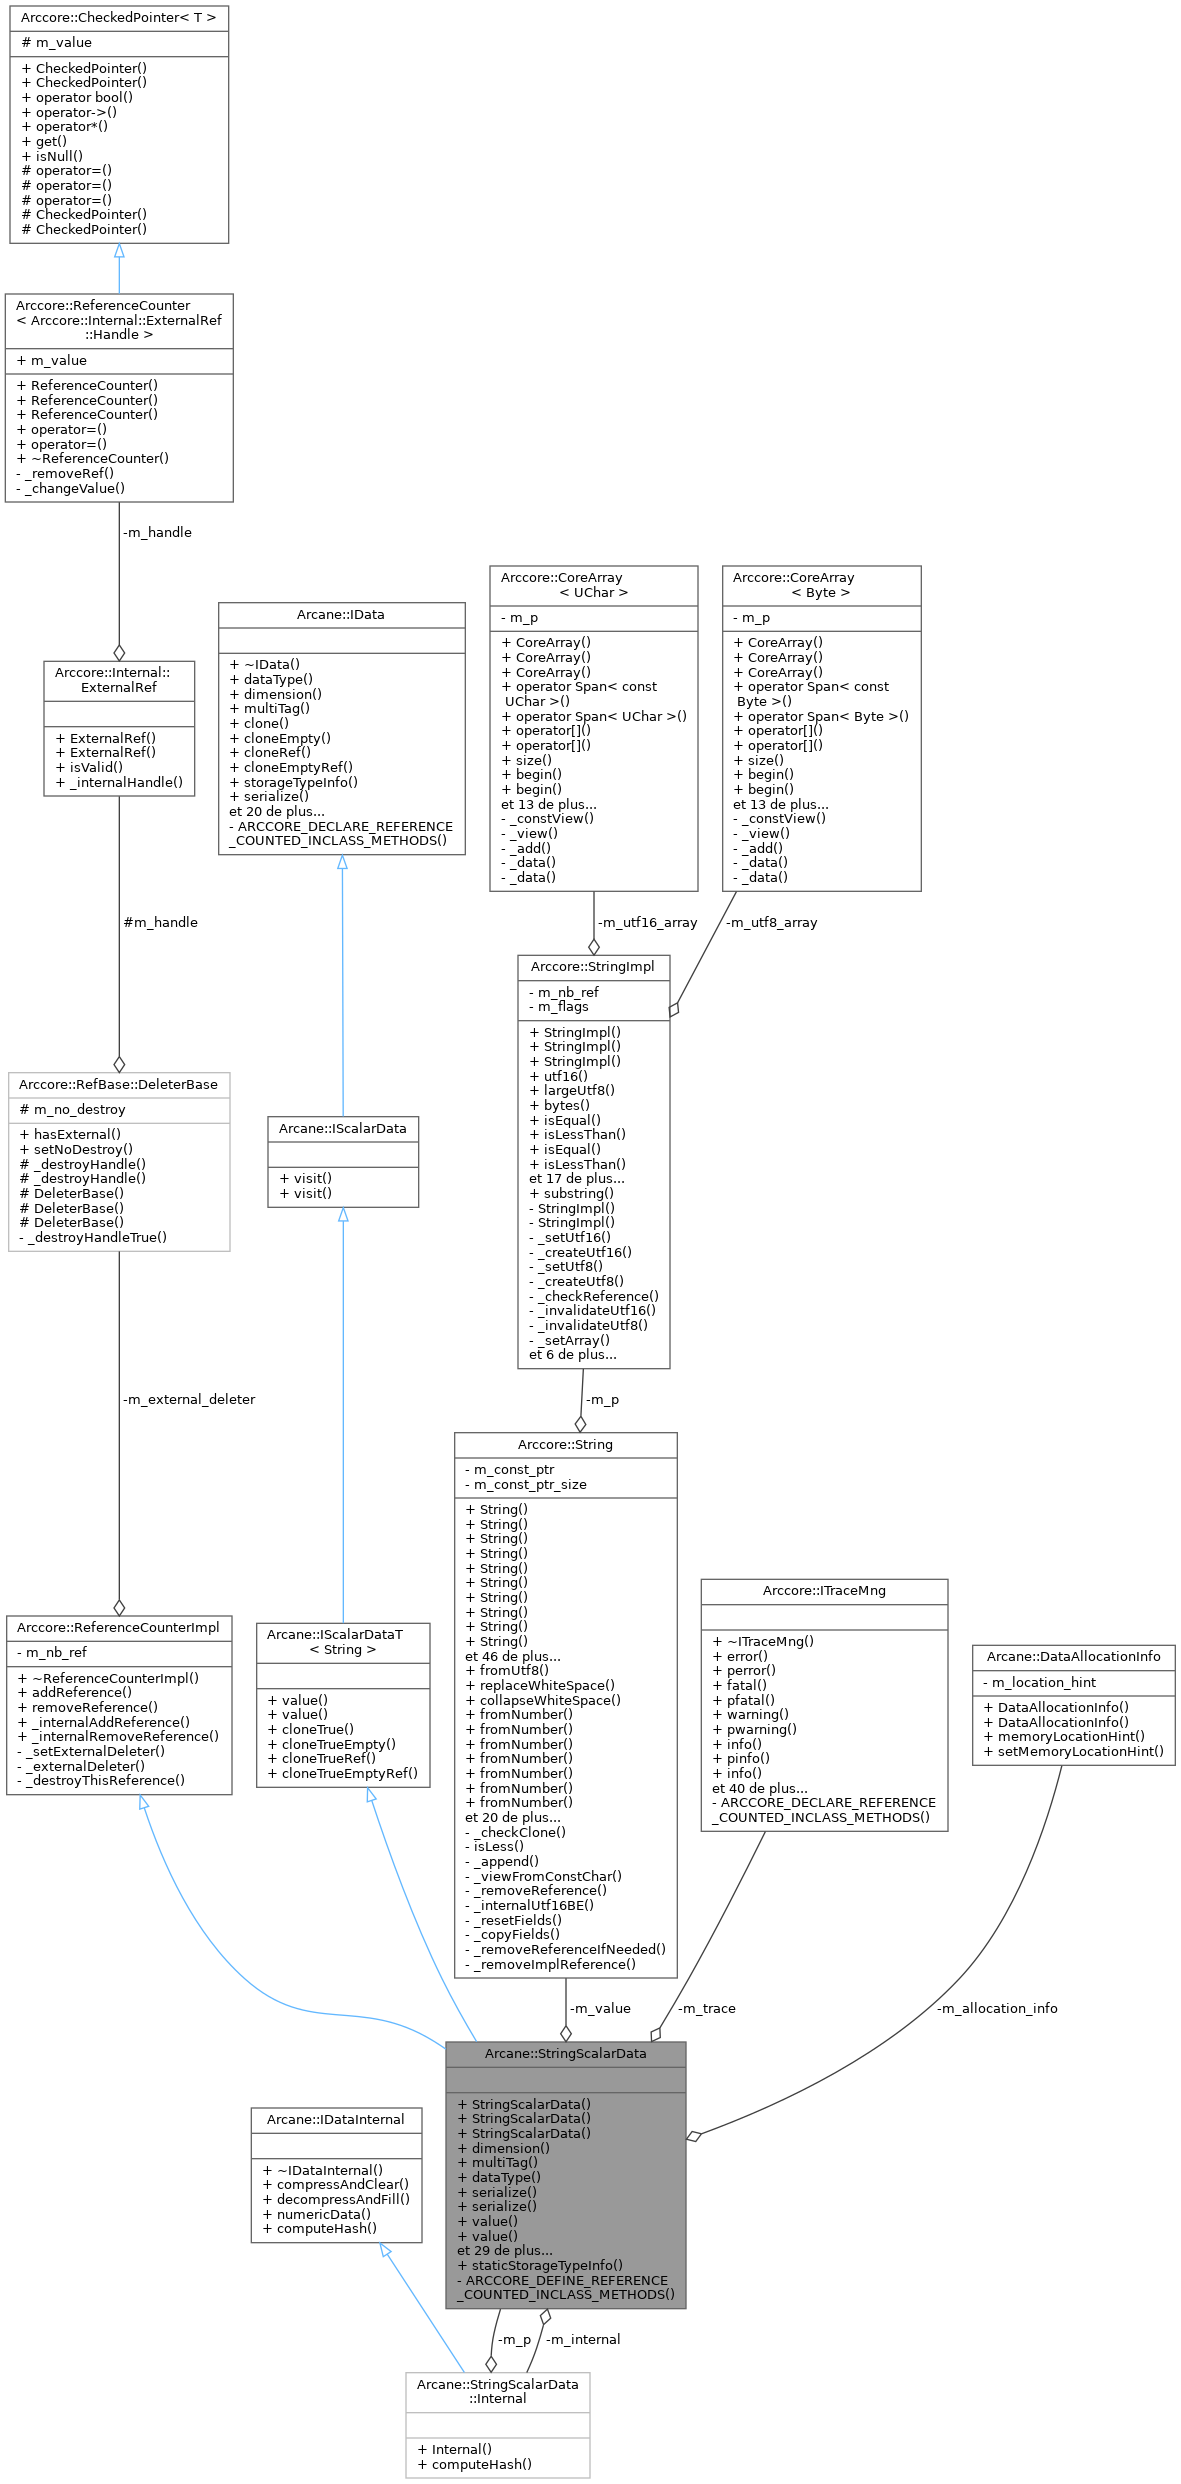 Arccore::CheckedPointer< T >
# m_value
+ CheckedPointer()
+ CheckedPointer()
+ operator bool()
+ operator->()
+ operator*()
+ get()
+ isNull()
# operator=()
# operator=()
# operator=()
# CheckedPointer()
# CheckedPointer()
Arccore::ReferenceCounter
< Arccore::Internal::ExternalRef
::Handle >
+ m_value
+ ReferenceCounter()
+ ReferenceCounter()
+ ReferenceCounter()
+ operator=()
+ operator=()
+ ~ReferenceCounter()
- _removeRef()
- _changeValue()
-m_handle
Arccore::Internal::
ExternalRef
+ ExternalRef()
+ ExternalRef()
+ isValid()
+ _internalHandle()
#m_handle
Arccore::RefBase::DeleterBase
# m_no_destroy
+ hasExternal()
+ setNoDestroy()
# _destroyHandle()
# _destroyHandle()
# DeleterBase()
# DeleterBase()
# DeleterBase()
- _destroyHandleTrue()
-m_external_deleter
Arccore::ReferenceCounterImpl
- m_nb_ref
+ ~ReferenceCounterImpl()
+ addReference()
+ removeReference()
+ _internalAddReference()
+ _internalRemoveReference()
- _setExternalDeleter()
- _externalDeleter()
- _destroyThisReference()
Arcane::IData
+ ~IData()
+ dataType()
+ dimension()
+ multiTag()
+ clone()
+ cloneEmpty()
+ cloneRef()
+ cloneEmptyRef()
+ storageTypeInfo()
+ serialize()
et 20 de plus...
- ARCCORE_DECLARE_REFERENCE
_COUNTED_INCLASS_METHODS()
Arcane::IScalarData
+ visit()
+ visit()
Arcane::IScalarDataT
< String >
+ value()
+ value()
+ cloneTrue()
+ cloneTrueEmpty()
+ cloneTrueRef()
+ cloneTrueEmptyRef()
Arccore::CoreArray
< UChar >
- m_p
+ CoreArray()
+ CoreArray()
+ CoreArray()
+ operator Span< const
UChar >()
+ operator Span< UChar >()
+ operator[]()
+ operator[]()
+ size()
+ begin()
+ begin()
et 13 de plus...
- _constView()
- _view()
- _add()
- _data()
- _data()
-m_utf16_array
Arccore::CoreArray
< Byte >
- m_p
+ CoreArray()
+ CoreArray()
+ CoreArray()
+ operator Span< const
Byte >()
+ operator Span< Byte >()
+ operator[]()
+ operator[]()
+ size()
+ begin()
+ begin()
et 13 de plus...
- _constView()
- _view()
- _add()
- _data()
- _data()
-m_utf8_array
Arccore::StringImpl
- m_nb_ref
- m_flags
+ StringImpl()
+ StringImpl()
+ StringImpl()
+ utf16()
+ largeUtf8()
+ bytes()
+ isEqual()
+ isLessThan()
+ isEqual()
+ isLessThan()
et 17 de plus...
+ substring()
- StringImpl()
- StringImpl()
- _setUtf16()
- _createUtf16()
- _setUtf8()
- _createUtf8()
- _checkReference()
- _invalidateUtf16()
- _invalidateUtf8()
- _setArray()
et 6 de plus...
-m_p
Arccore::String
- m_const_ptr
- m_const_ptr_size
+ String()
+ String()
+ String()
+ String()
+ String()
+ String()
+ String()
+ String()
+ String()
+ String()
et 46 de plus...
+ fromUtf8()
+ replaceWhiteSpace()
+ collapseWhiteSpace()
+ fromNumber()
+ fromNumber()
+ fromNumber()
+ fromNumber()
+ fromNumber()
+ fromNumber()
+ fromNumber()
et 20 de plus...
- _checkClone()
- isLess()
- _append()
- _viewFromConstChar()
- _removeReference()
- _internalUtf16BE()
- _resetFields()
- _copyFields()
- _removeReferenceIfNeeded()
- _removeImplReference()
-m_value
Arccore::ITraceMng
+ ~ITraceMng()
+ error()
+ perror()
+ fatal()
+ pfatal()
+ warning()
+ pwarning()
+ info()
+ pinfo()
+ info()
et 40 de plus...
- ARCCORE_DECLARE_REFERENCE
_COUNTED_INCLASS_METHODS()
-m_trace
Arcane::DataAllocationInfo
- m_location_hint
+ DataAllocationInfo()
+ DataAllocationInfo()
+ memoryLocationHint()
+ setMemoryLocationHint()
-m_allocation_info
Arcane::StringScalarData
+ StringScalarData()
+ StringScalarData()
+ StringScalarData()
+ dimension()
+ multiTag()
+ dataType()
+ serialize()
+ serialize()
+ value()
+ value()
et 29 de plus...
+ staticStorageTypeInfo()
- ARCCORE_DEFINE_REFERENCE
_COUNTED_INCLASS_METHODS()
Arcane::IDataInternal
+ ~IDataInternal()
+ compressAndClear()
+ decompressAndFill()
+ numericData()
+ computeHash()
-m_p
-m_internal
Arcane::StringScalarData
::Internal
+ Internal()
+ computeHash()